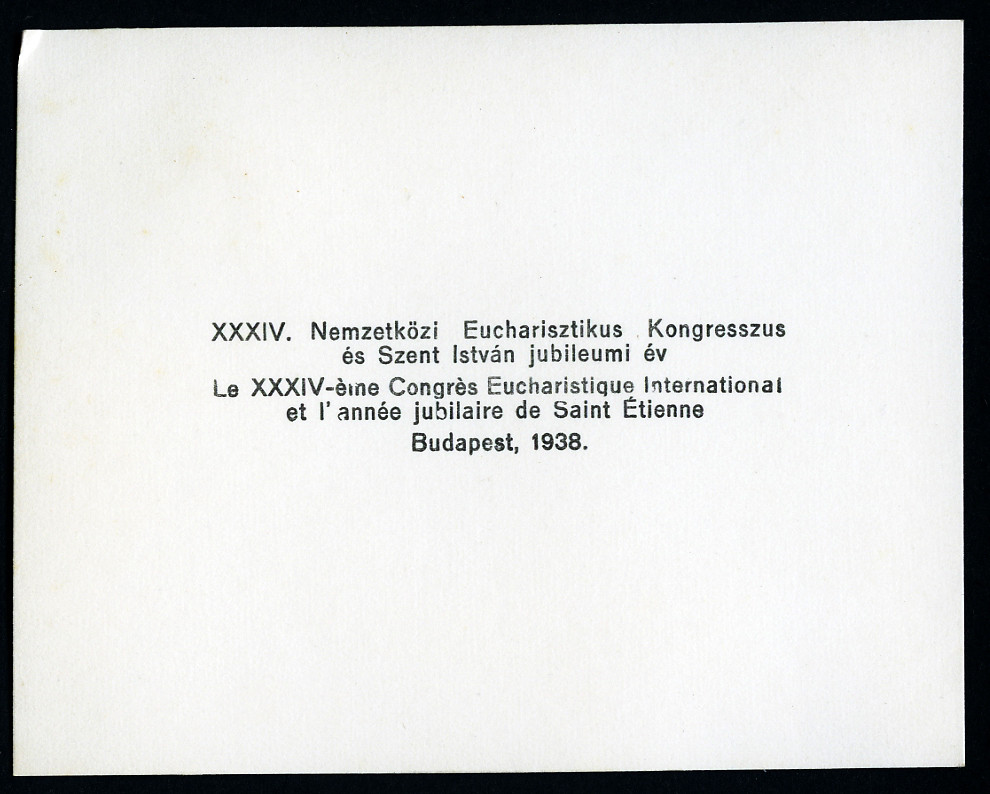 XXXIV. Nemzetközi Eucharisztikus Kongresszus
és Szent István jubileumi év
Le XXXIV-ème Congrès Eucharistique International
et l'année jubilaire de Saint Étienne
Budapest, 1938.